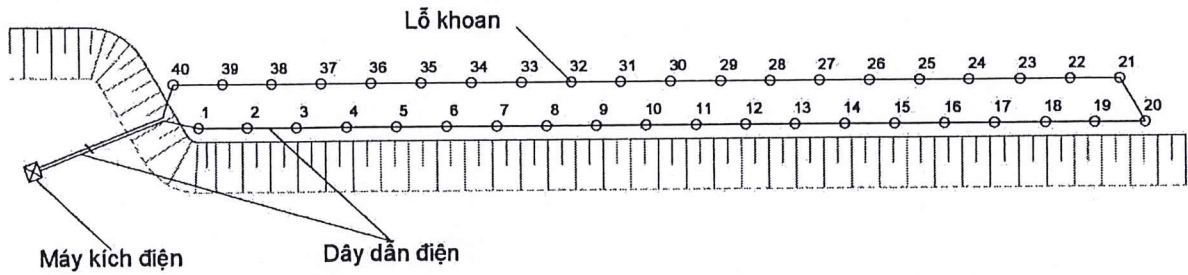 Lỗ khoan
40 39 38 37 36 35 34 33 32 31 30 29 28 27 26 25 24 23 22 21
1 2 3 4 5 6 7 8 9 10 11 12 13 14 15 16 17 18 19 20
Máy kích điện
Dây dẫn điện